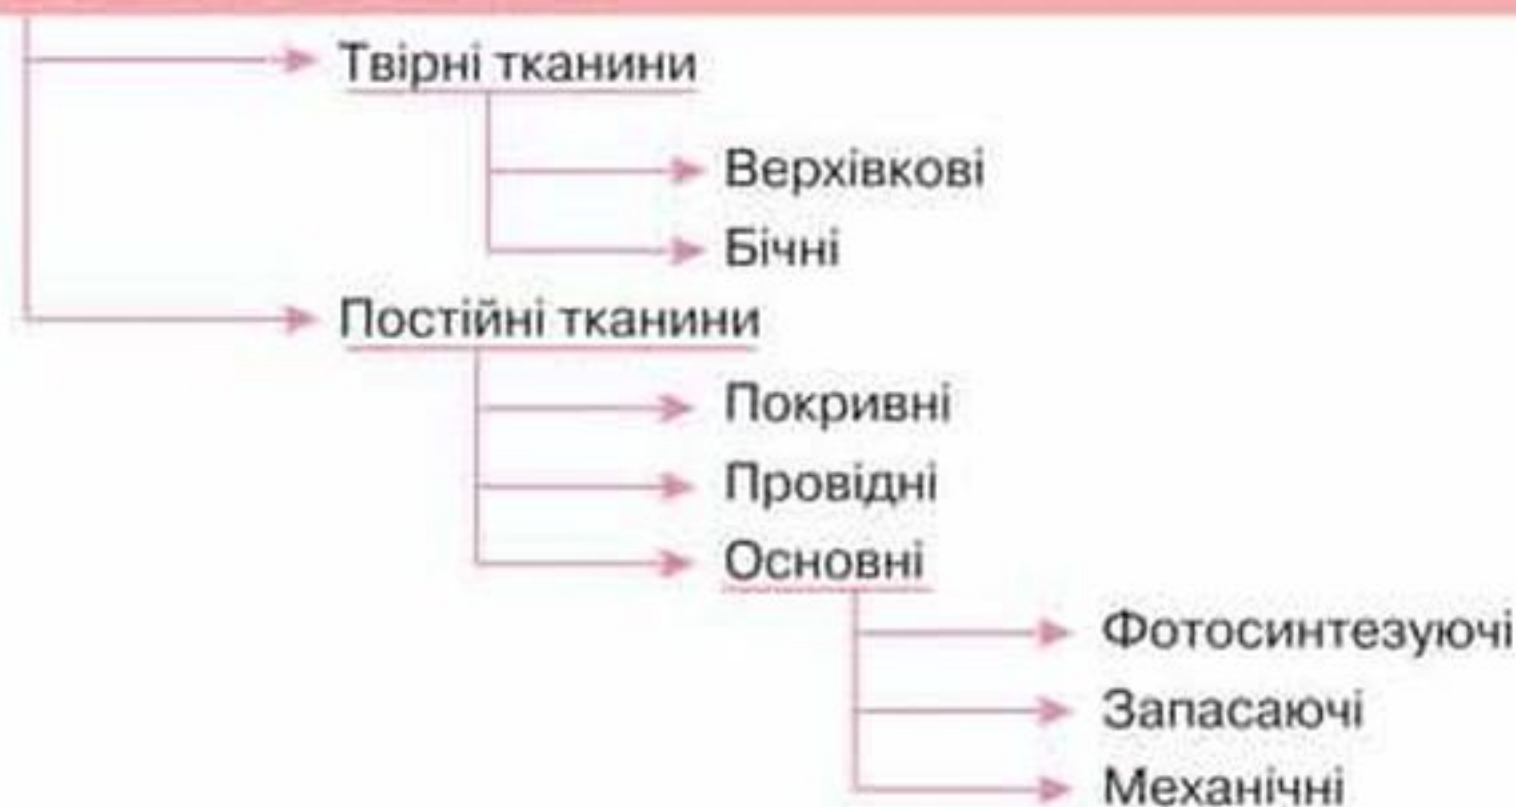 Твірні тканини
Верхівкові
Бічні
Постійні тканини
Покривні
Провідні
Основні
Фотосинтезуючі
Запасаючі
Механічні